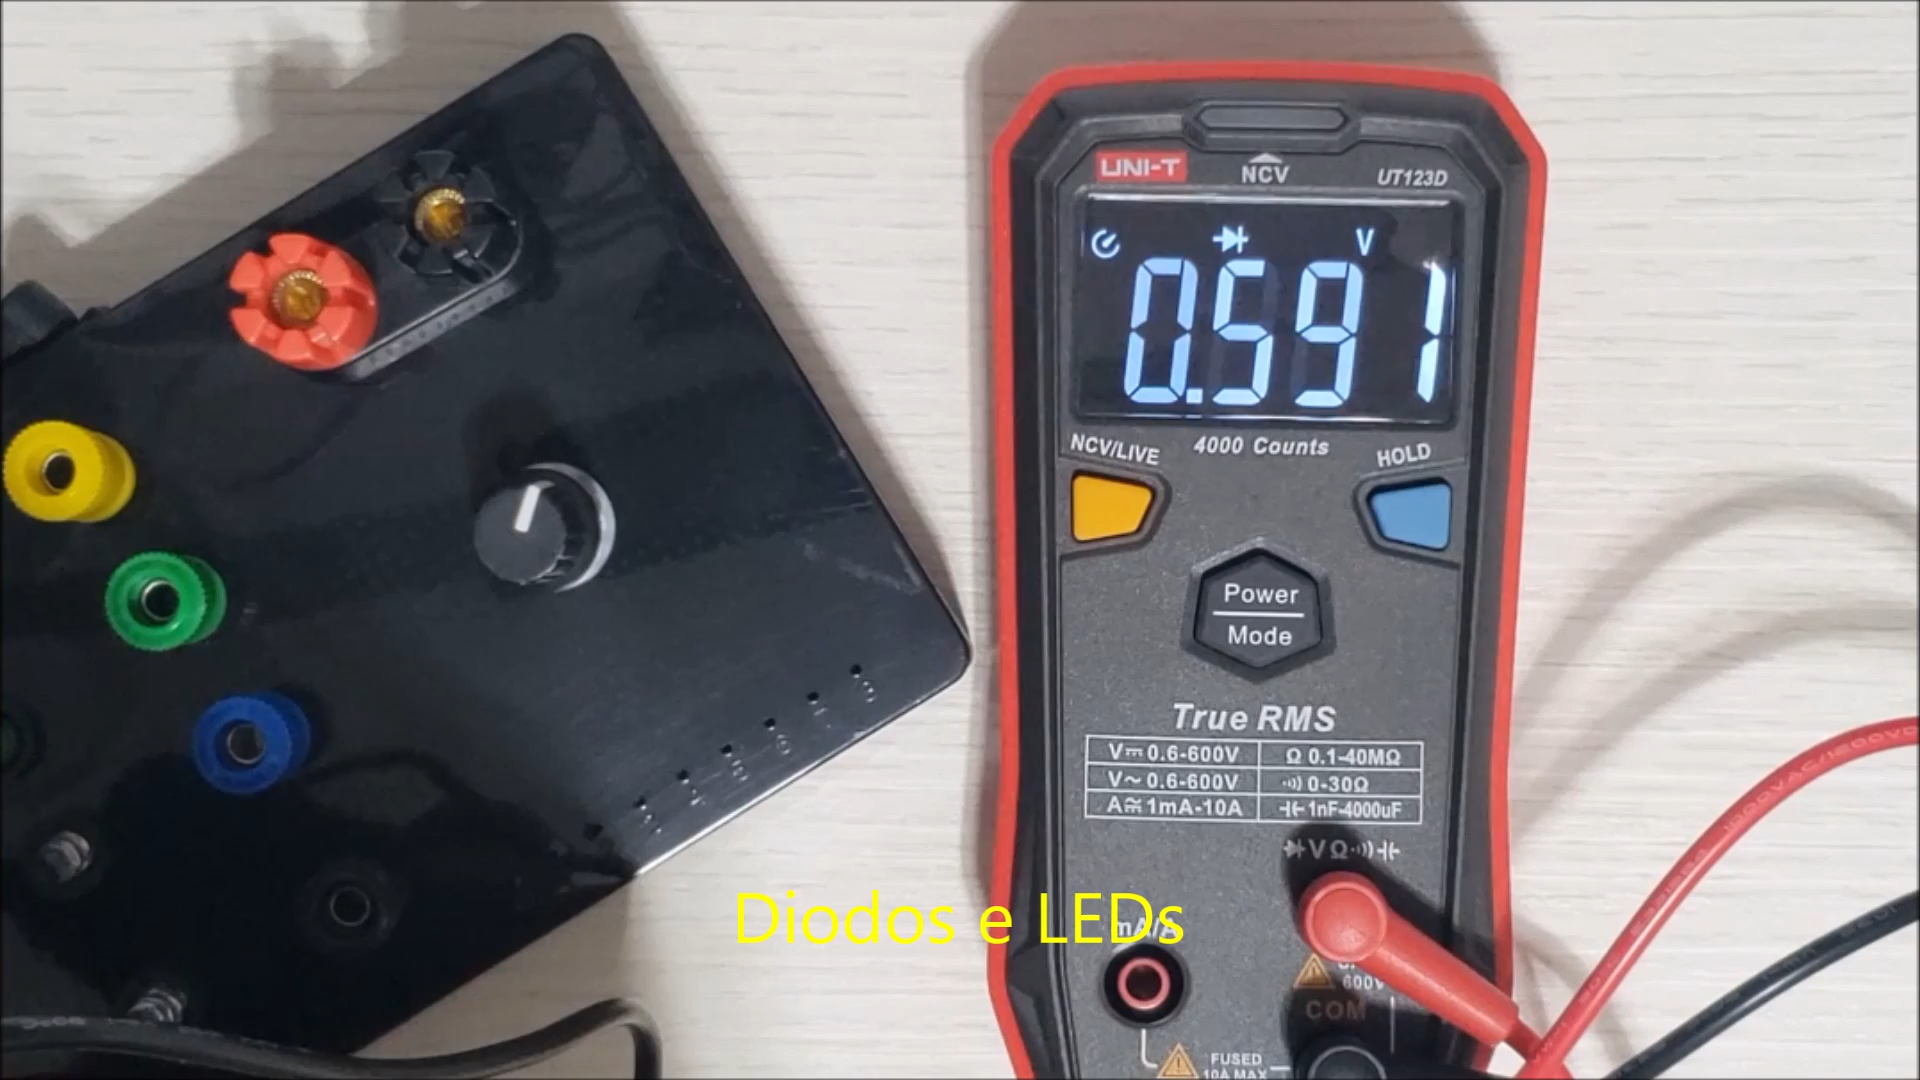 UNI-T
NCV
UT123D
V
0.591
NCV/LIVE
4000 Counts
HOLD
Power
Mode
True RMS
V⎓ 0.6-600V
Ω 0.1-40MΩ
V~ 0.6-600V
0-30Ω
1mA-10A
1nF-4000uF
VΩ
Diodos e LEDs
mA/A
600V
COM
FUSED
10A MAX